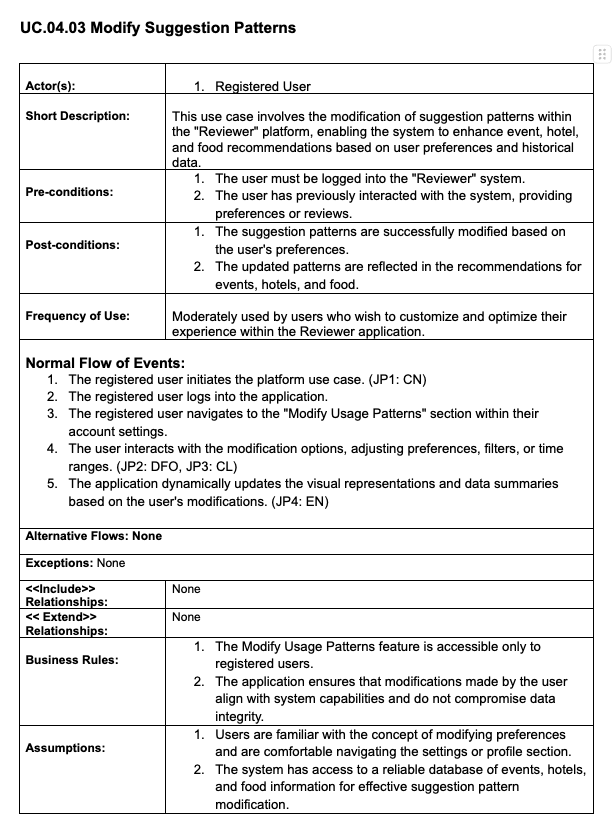 UC.04.03 Modify Suggestion Patterns
Actor(s):
1. Registered User
Short Description:
This use case involves the modification of suggestion patterns within
the "Reviewer" platform, enabling the system to enhance event, hotel,
and food recommendations based on user preferences and historical
data.
Pre-conditions:
1. The user must be logged into the "Reviewer" system.
2. The user has previously interacted with the system, providing
preferences or reviews.
Post-conditions:
1. The suggestion patterns are successfully modified based on
the user's preferences.
2. The updated patterns are reflected in the recommendations for
events, hotels, and food.
Frequency of Use:
Moderately used by users who wish to customize and optimize their
experience within the Reviewer application.
Normal Flow of Events:
1. The registered user initiates the platform use case. (JP1: CN)
2. The registered user logs into the application.
3. The registered user navigates to the "Modify Usage Patterns" section within their
account settings.
4. The user interacts with the modification options, adjusting preferences, filters, or time
ranges. (JP2: DFO, JP3: CL)
5. The application dynamically updates the visual representations and data summaries
based on the user's modifications. (JP4: EN)
Alternative Flows: None
Exceptions: None
<<Include>>
Relationships:
None
<< Extend>>
Relationships:
None
Business Rules:
1. The Modify Usage Patterns feature is accessible only to
registered users.
2. The application ensures that modifications made by the user
align with system capabilities and do not compromise data
integrity.
Assumptions:
1. Users are familiar with the concept of modifying preferences
and are comfortable navigating the settings or profile section.
2. The system has access to a reliable database of events, hotels,
and food information for effective suggestion pattern
modification.